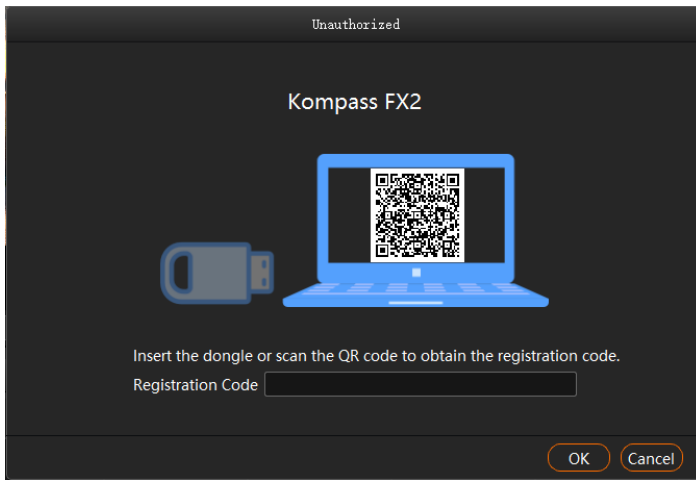 Unauthorized
Kompass FX2
Insert the dongle or scan the QR code to obtain the registration code.
Registration Code
OK
Cancel